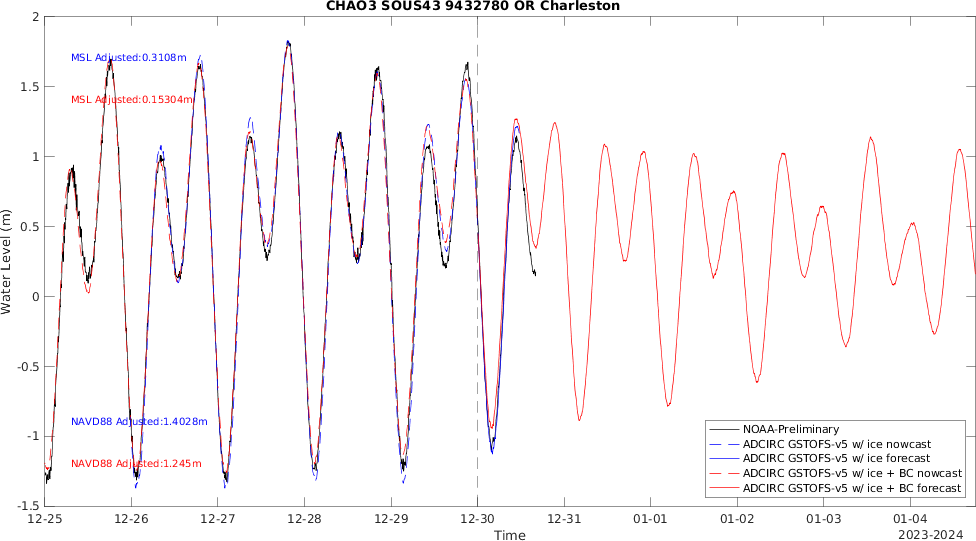 CHAO3 SOUS43 9432780 OR Charleston
2
MSL Adjusted:0.3108m
1.5
MSL Adjusted:0.15304m
1
0.5
Water Level (m)
0
-0.5
NAVD88 Adjusted:1.4028m
-1
NAVD88 Adjusted:1.245m
NOAA-Preliminary
ADCIRC GSTOFS-v5 w/ ice nowcast
ADCIRC GSTOFS-v5 w/ ice forecast
ADCIRC GSTOFS-v5 w/ ice + BC nowcast
ADCIRC GSTOFS-v5 w/ ice + BC forecast
-1.5
12-25 12-26 12-27 12-28 12-29 12-30 12-31 01-01 01-02 01-03 01-04
Time
2023-2024